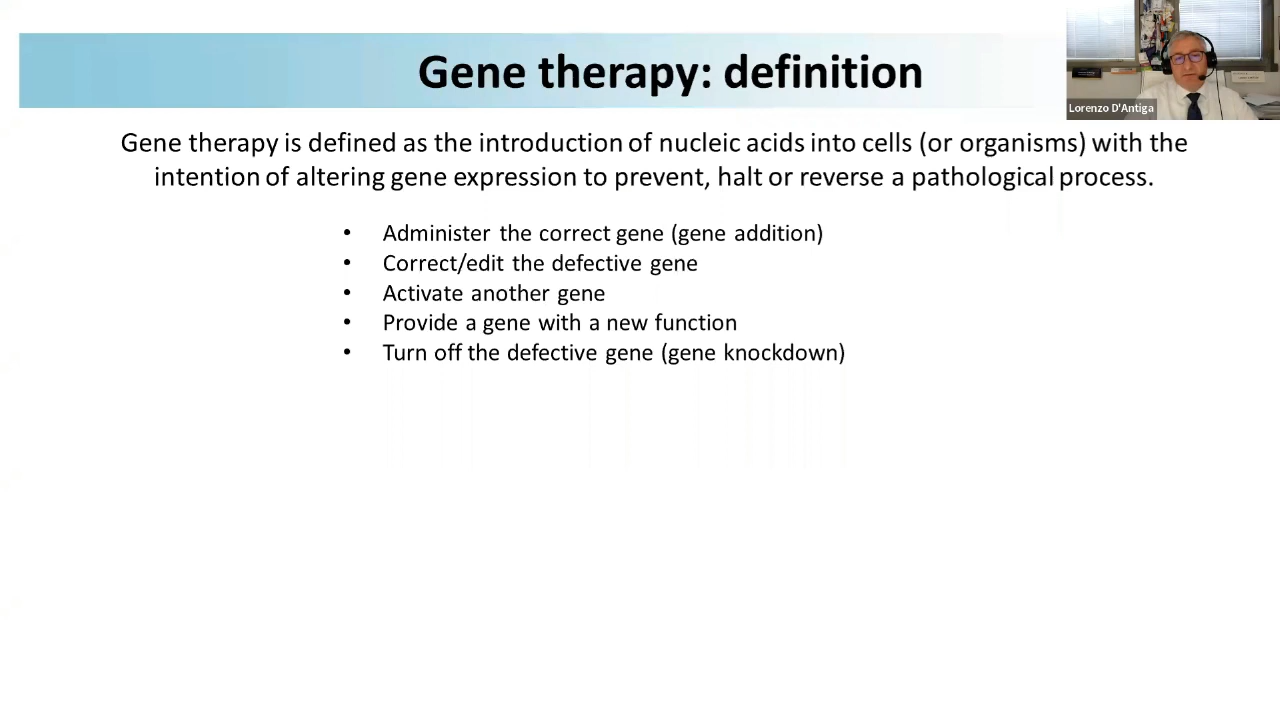 Gene therapy: definition
Lorenzo D'Antiga
Gene therapy is defined as the introduction of nucleic acids into cells (or organisms) with the
intention of altering gene expression to prevent, halt or reverse a pathological process.
• Administer the correct gene (gene addition)
• Correct/edit the defective gene
• Activate another gene
• Provide a gene with a new function
• Turn off the defective gene (gene knockdown)